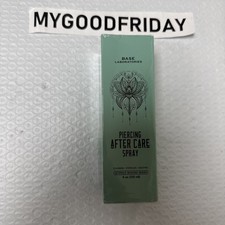 MYGOODFRIDAY
BASE
LABORATORIES
PIERCING
AFTER CARE
SPRAY